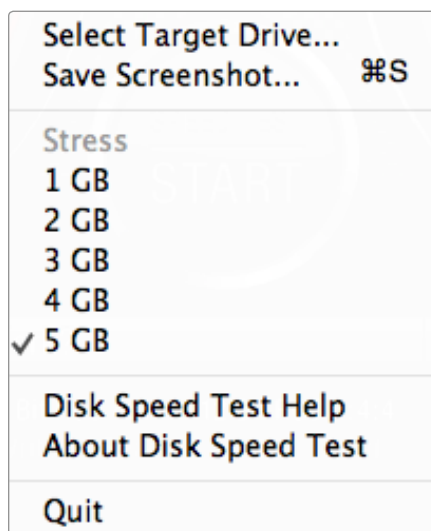 Select Target Drive...
Save Screenshot... ⌘S
Stress
START
1 GB
2 GB
3 GB
4 GB
✓ 5 GB
Disk Speed Test Help
About Disk Speed Test
Quit